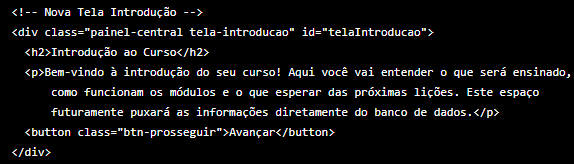 <!-- Nova Tela Introdução -->
<div class="painel-central tela-introducao" id="telaIntroducao">
<h2>Introdução ao Curso</h2>
<p>Bem-vindo à introdução do seu curso! Aqui você vai entender o que será ensinado,
como funcionam os módulos e o que esperar das próximas lições. Este espaço
futuramente puxará as informações diretamente do banco de dados.</p>
<button class="btn-prosseguir">Avançar</button>
</div>